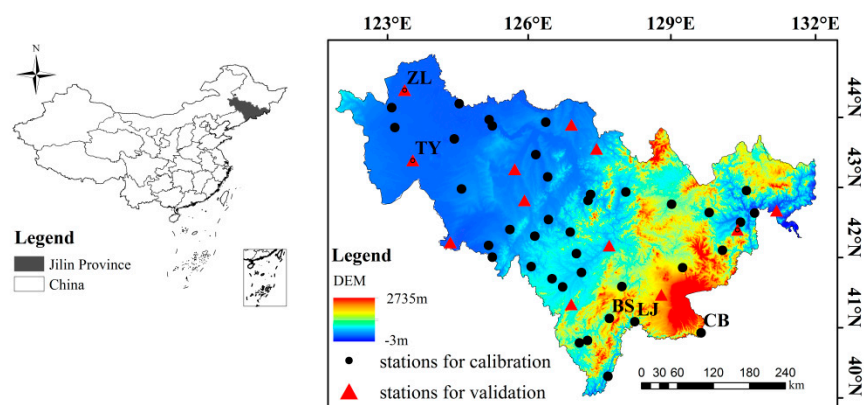 N
Legend
Jilin Province
China
123°E
126°E
129°E
132°E
44°N
43°N
42°N
41°N
40°N
ZL
TY
BS
LJ
CB
Legend
DEM
2735m
-3m
stations for calibration
stations for validation
0 30 60 120 180 240
km